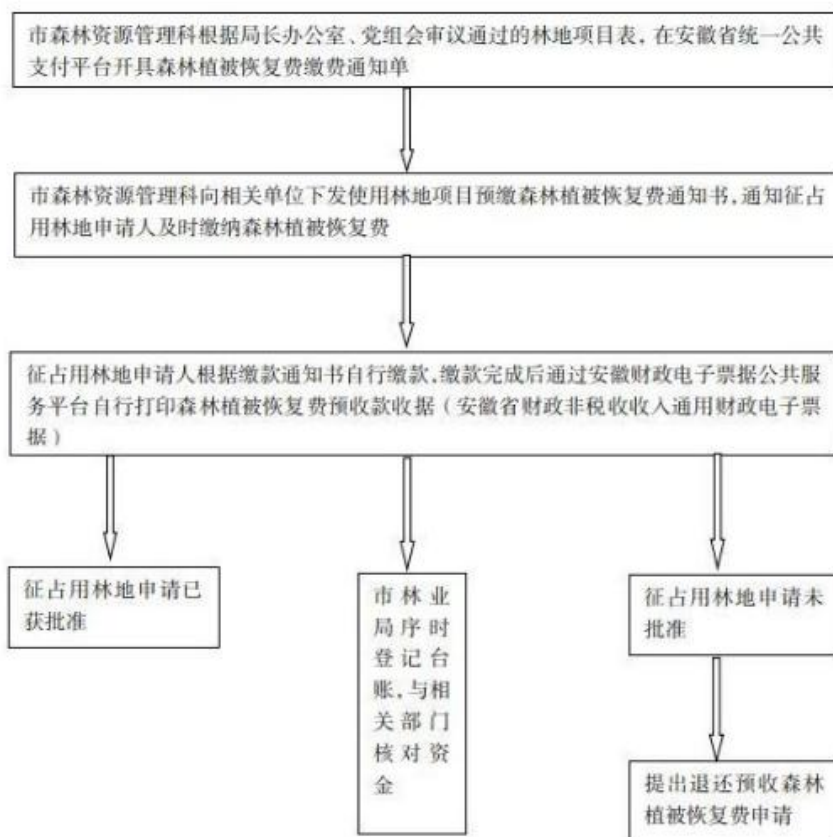 市森林资源管理科根据局长办公室、党组会审议通过的林地项目表，在安徽省统一公共
支付平台开具森林植被恢复费缴费通知单
市森林资源管理科向相关单位下发使用林地项目预缴森林植被恢复费通知书，通知征占
用林地申请人及时缴纳森林植被恢复费
征占用林地申请人根据缴款通知书自行缴款，缴款完成后通过安徽财政电子票据公共服
务平台自行打印森林植被恢复费预收款收据（安徽省财政非税收收入通用财政电子票
据）
征占用林地申请已
获批准
市林业
局序时
登记台
账，与相
关部门
核对资
金
征占用林地申请未
批准
提出退还预收森林
植被恢复费申请